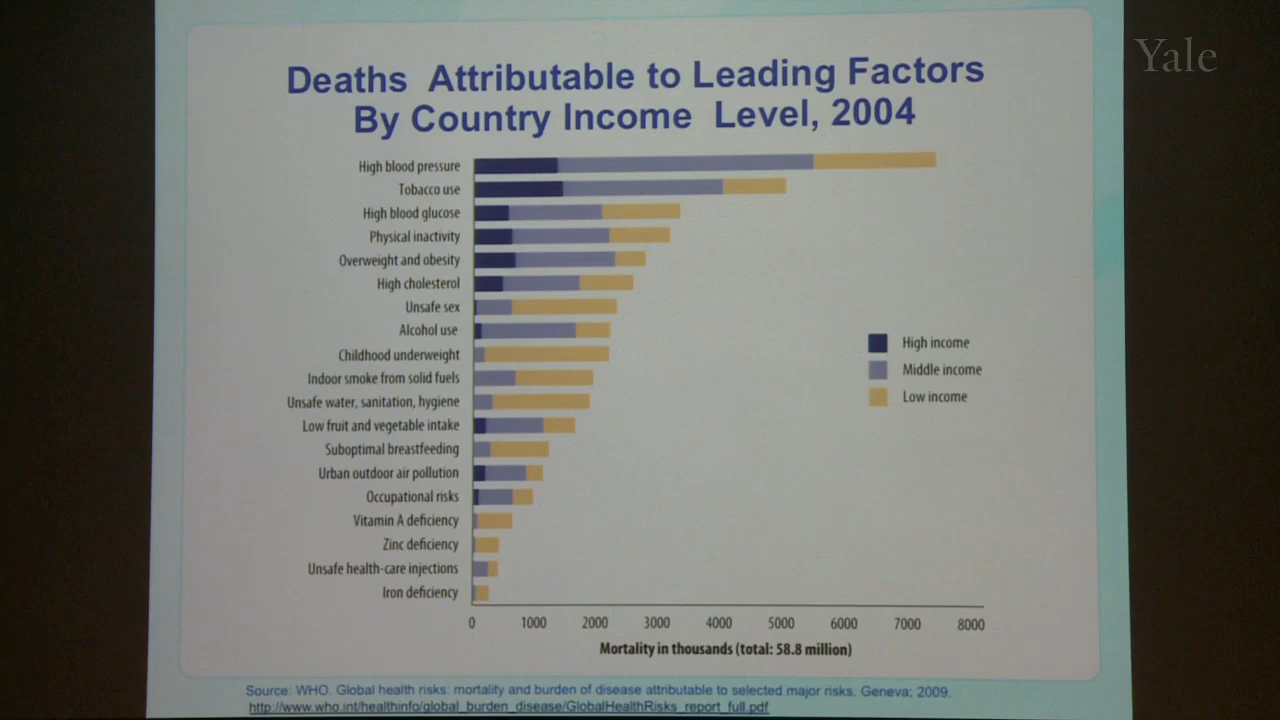 Yale
Deaths Attributable to Leading Factors
By Country Income Level, 2004
High blood pressure
Tobacco use
High blood glucose
Physical inactivity
Overweight and obesity
High cholesterol
Unsafe sex
Alcohol use
Childhood underweight
Indoor smoke from solid fuels
Unsafe water, sanitation, hygiene
Low fruit and vegetable intake
Suboptimal breastfeeding
Urban outdoor air pollution
Occupational risks
Vitamin A deficiency
Zinc deficiency
Unsafe health-care injections
Iron deficiency
High income
Middle income
Low income
0 1000 2000 3000 4000 5000 6000 7000 8000
Mortality in thousands (total: 58.8 million)
Source: WHO. Global health risks: mortality and burden of disease attributable to selected major risks. Geneva; 2009.
http://www.who.int/healthinfo/global_burden_disease/GlobalHealthRisks_report_full.pdf